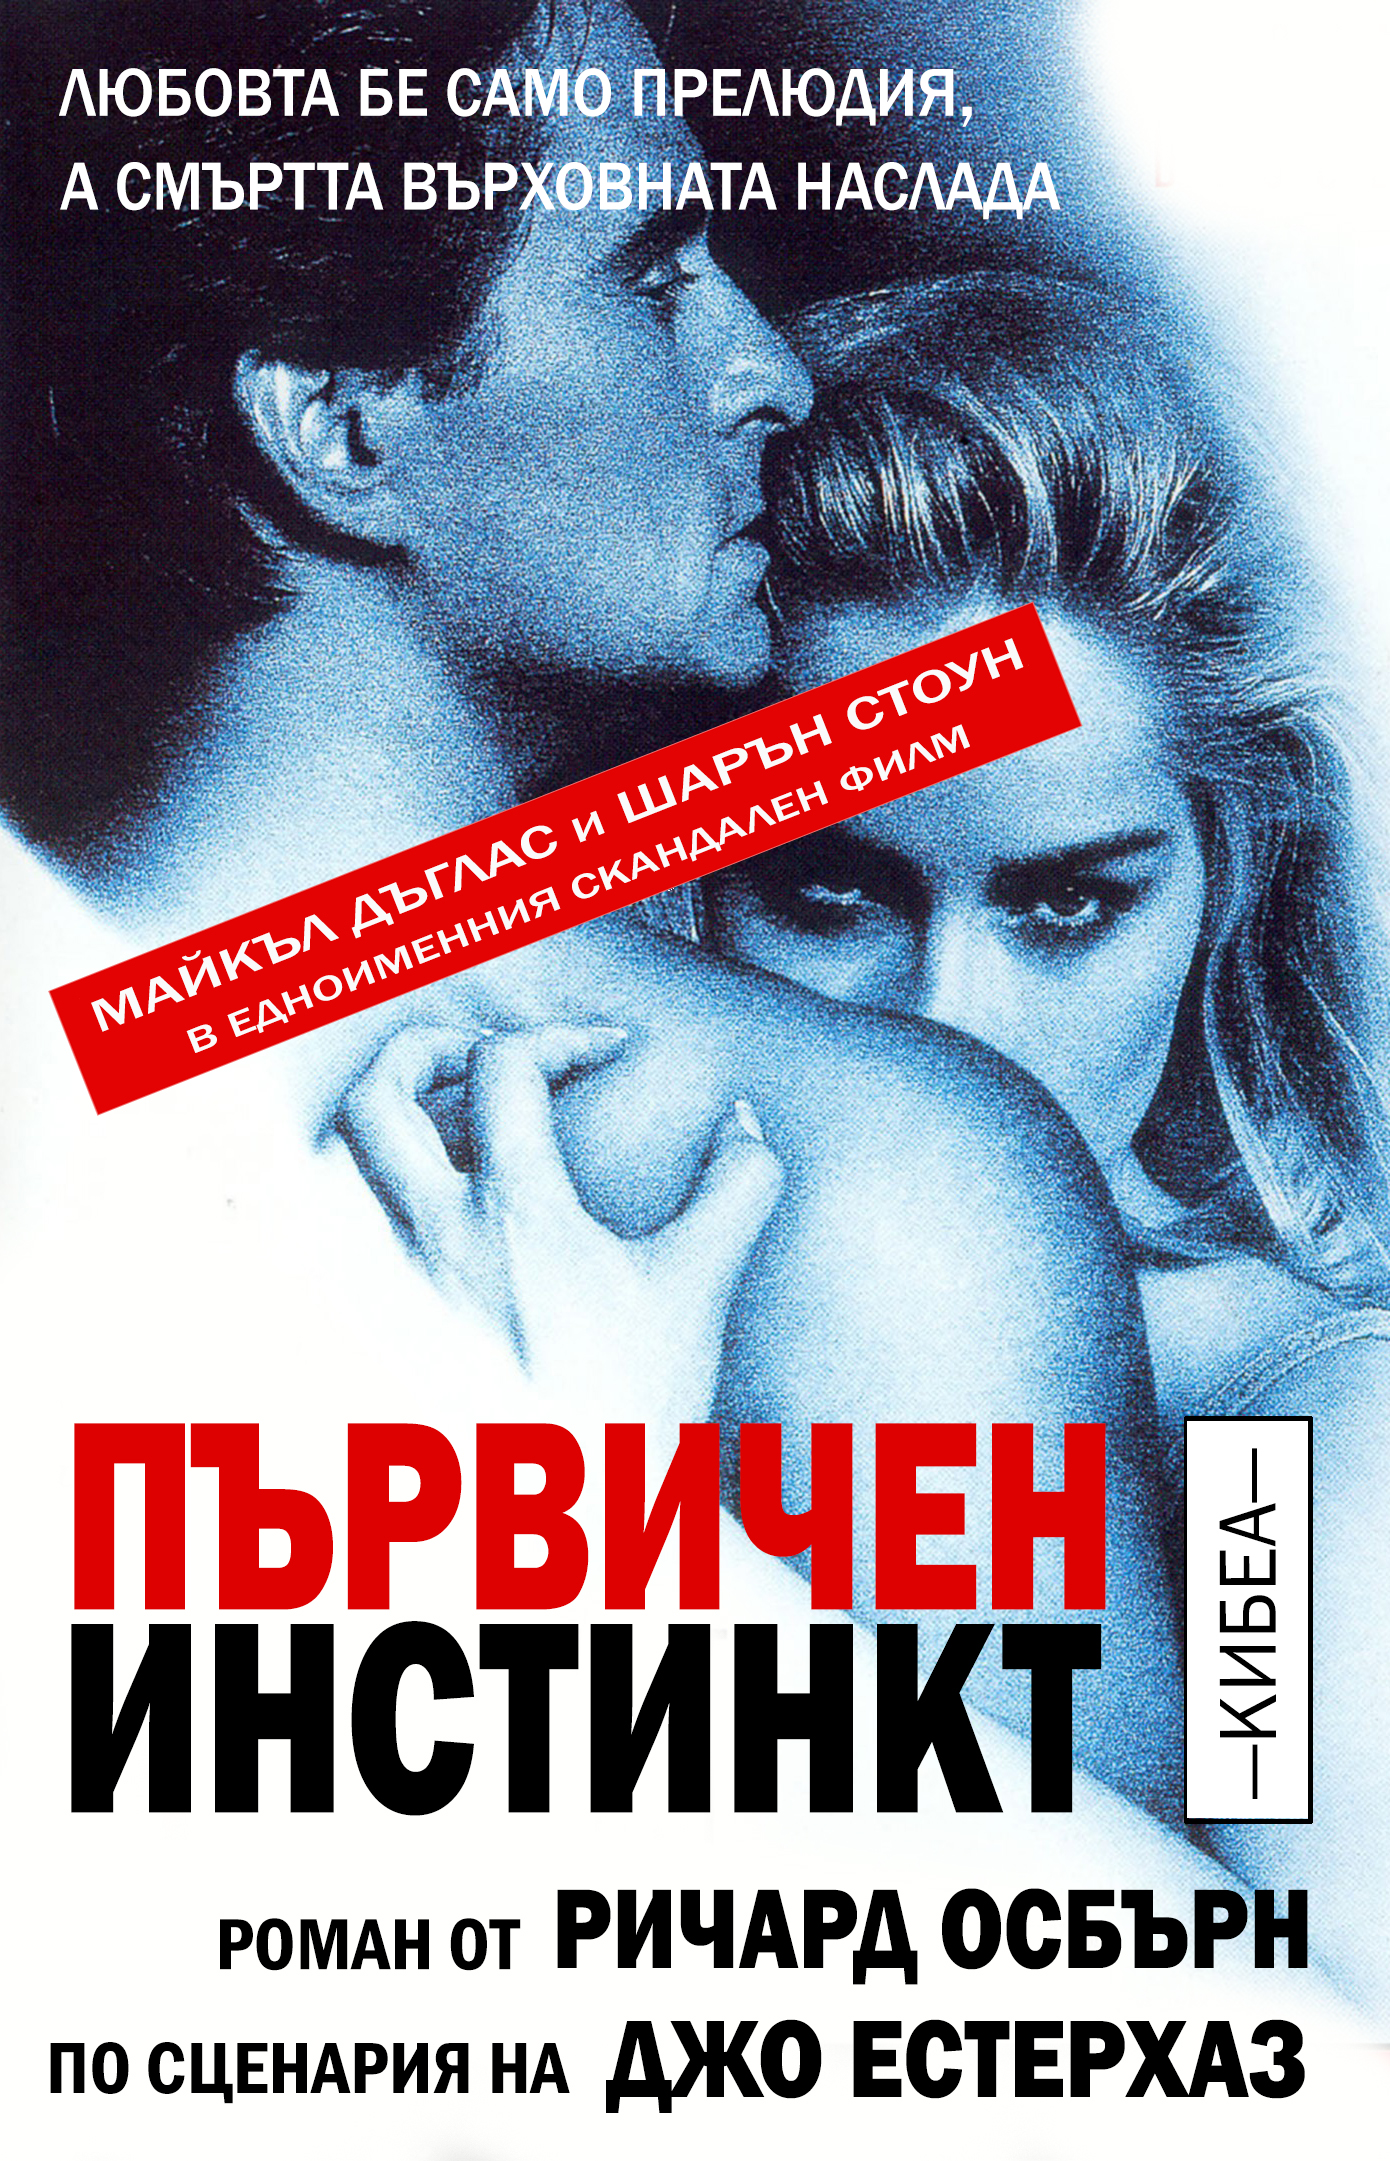 ЛЮБОВТА БЕ САМО ПРЕЛЮДИЯ,
А СМЪРТТА ВЪРХОВНАТА НАСЛАДА
МАЙКЪЛ ДЪГЛАС и ШАРЪН СТОУН
В ЕДНОИМЕННИЯ СКАНДАЛЕН ФИЛМ
ПЪРВИЧЕН
ИНСТИНКТ
—КИБЕА—
РОМАН ОТ РИЧАРД ОСБЪРН
ПО СЦЕНАРИЯ НА ДЖО ЕСТЕРХАЗ